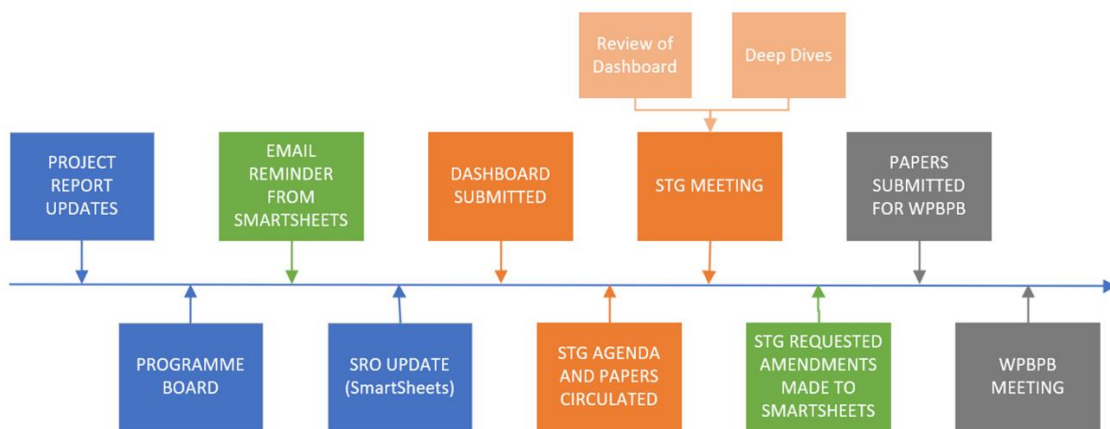 Review of
Dashboard
Deep Dives
PROJECT
REPORT
UPDATES
EMAIL
REMINDER
FROM
SMARTSHEETS
DASHBOARD
SUBMITTED
STG MEETING
PAPERS
SUBMITTED
FOR WPBPB
PROGRAMME
BOARD
SRO UPDATE
(SmartSheets)
STG AGENDA
AND PAPERS
CIRCULATED
STG REQUESTED
AMENDMENTS
MADE TO
SMARTSHEETS
WPBPB
MEETING